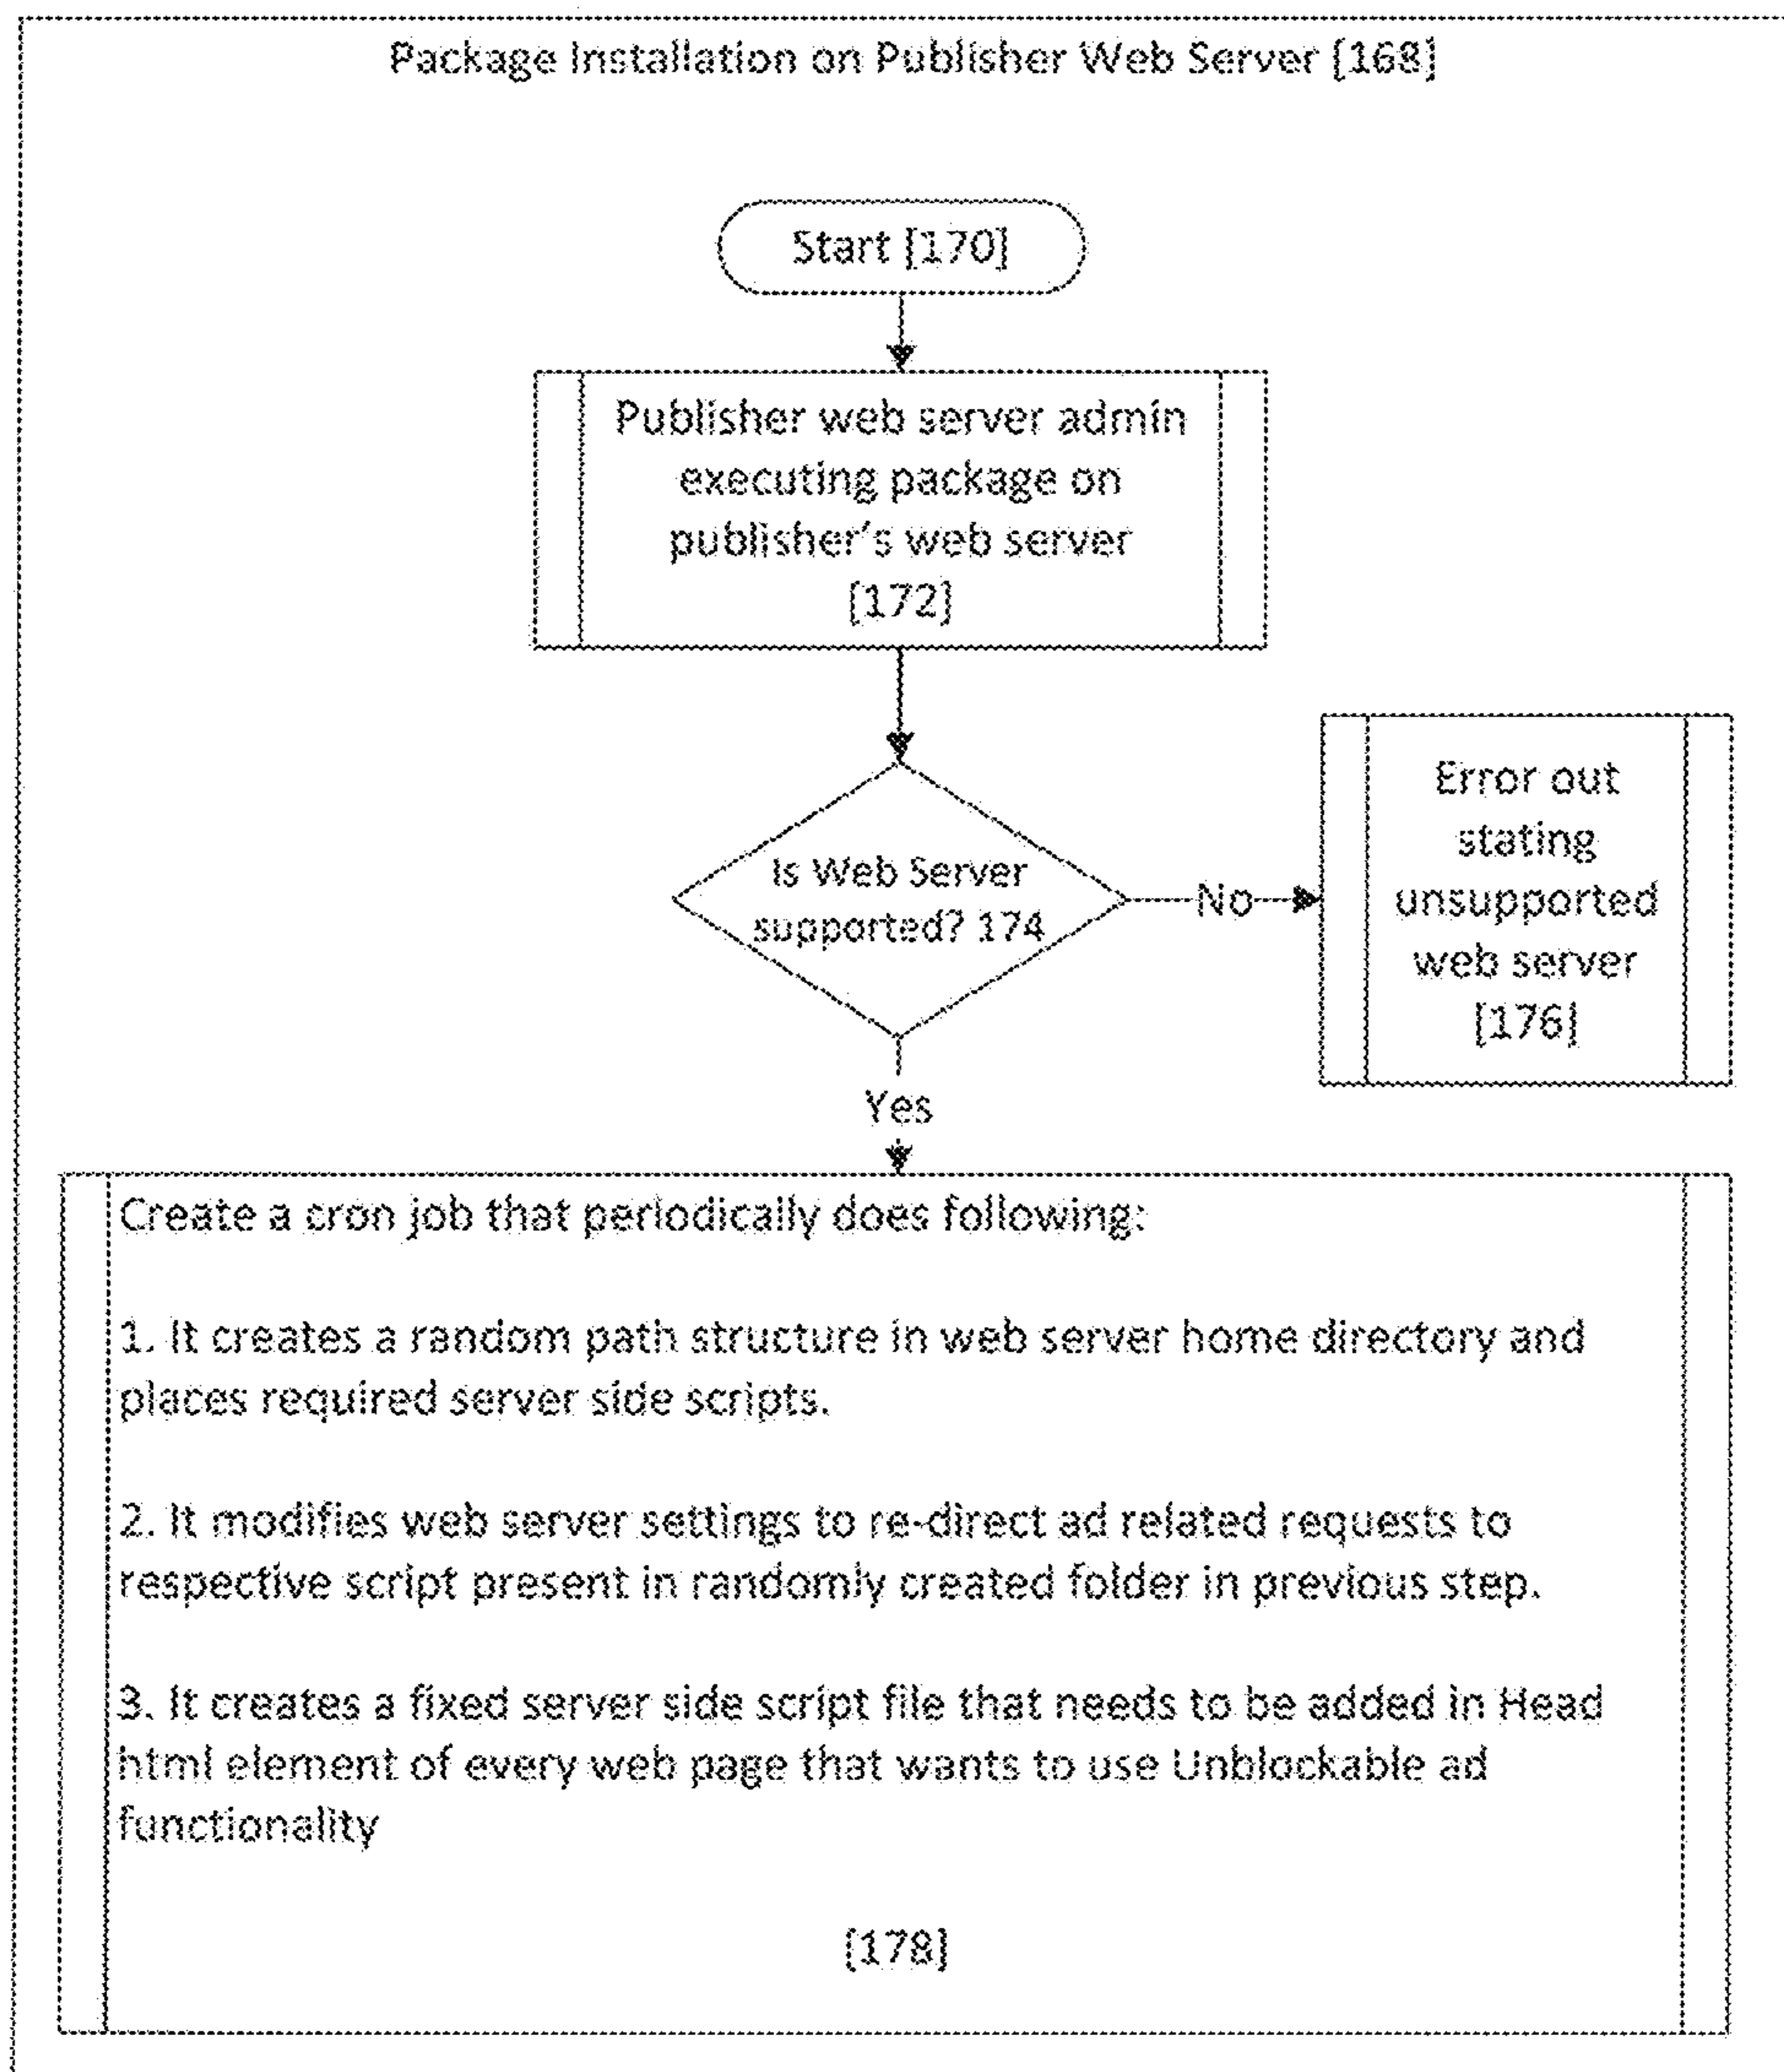 Package Installation on Publisher Web Server [168]
Start [170]
Publisher web server admin
executing package on
publisher's web server
[172]
Is Web Server
supported? 174
No
Error out
stating
unsupported
web server
[176]
Yes
Create a cron job that periodically does following:
1. It creates a random path structure in web server home directory and
places required server side scripts.
2. It modifies web server settings to re-direct ad related requests to
respective script present in randomly created folder in previous step.
3. It creates a fixed server side script file that needs to be added in Head
html element of every web page that wants to use Unblockable ad
functionality
[178]